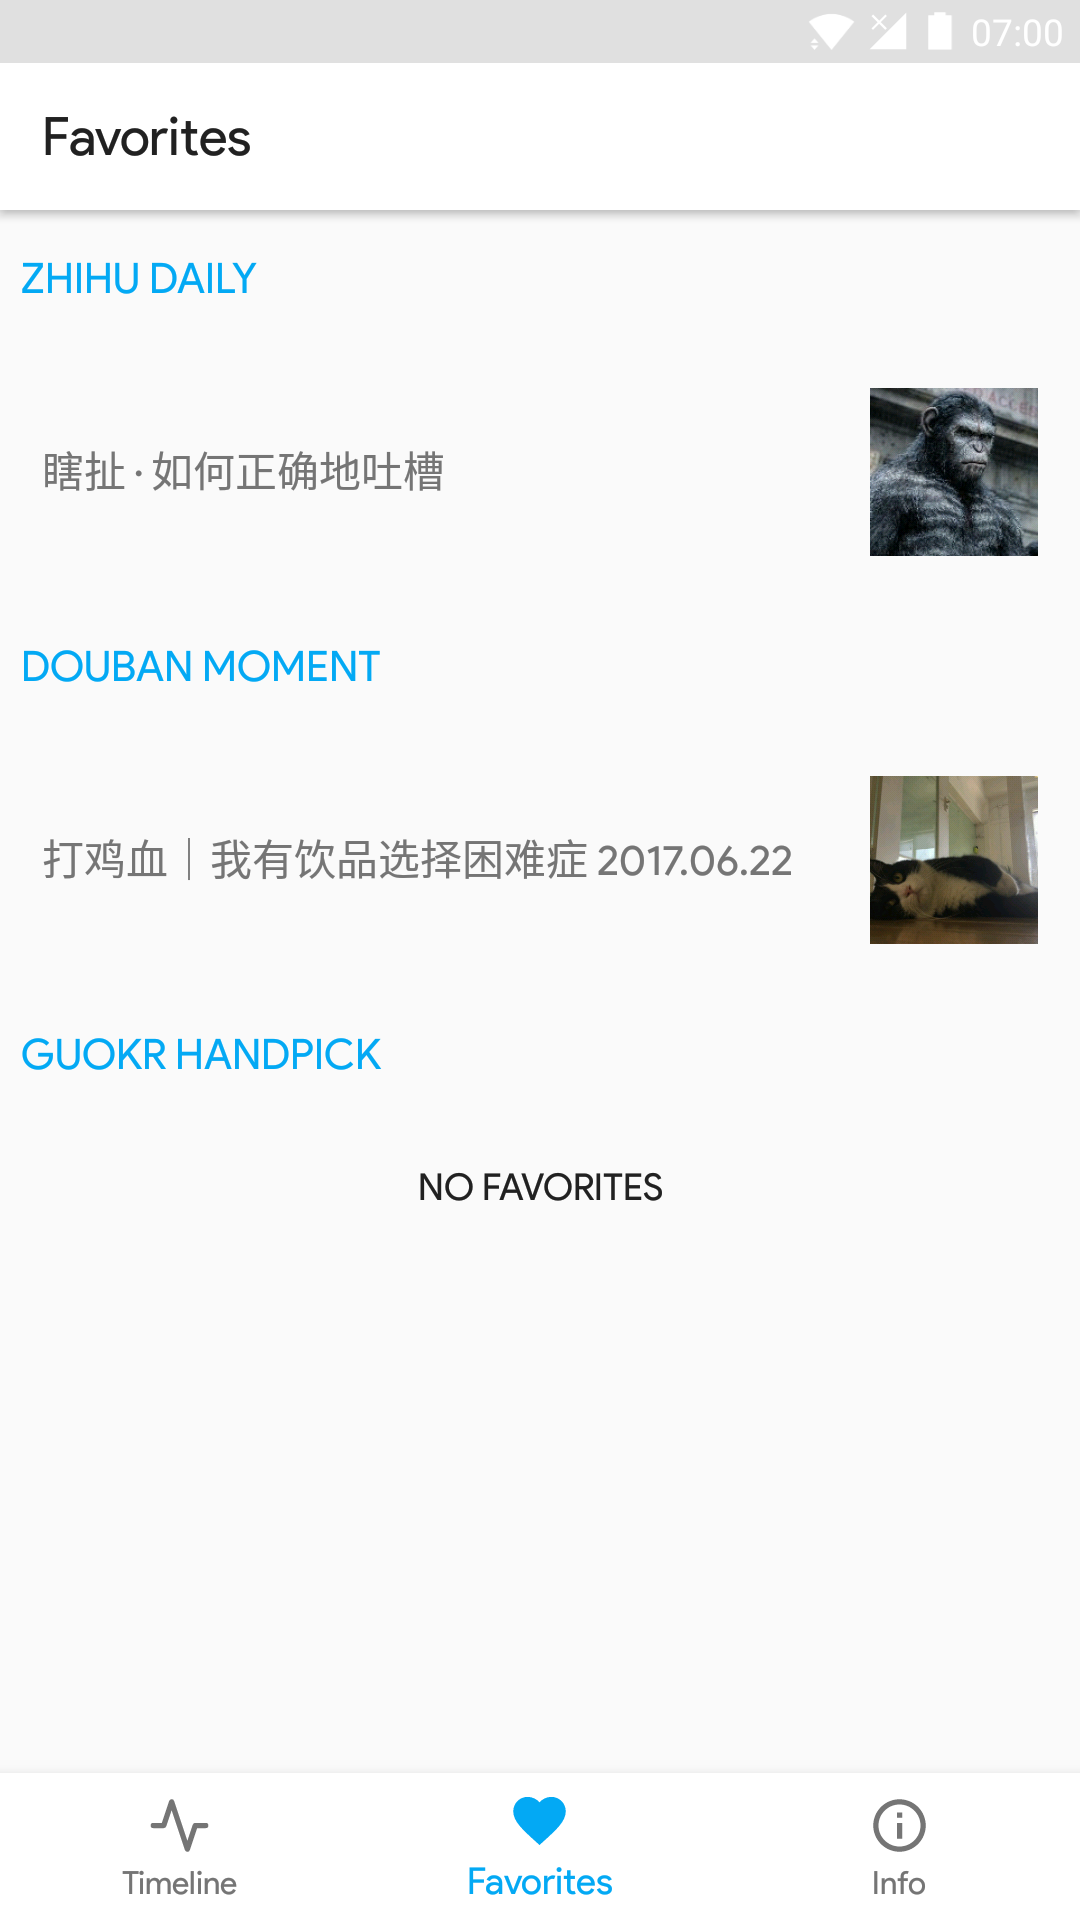 07:00
Favorites
ZHIHU DAILY
瞎扯 · 如何正确地吐槽
DOUBAN MOMENT
打鸡血｜我有饮品选择困难症 2017.06.22
GUOKR HANDPICK
NO FAVORITES
Timeline
Favorites
Info